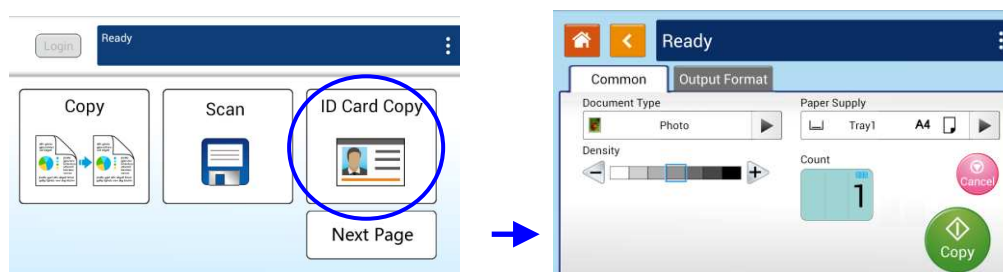 Login
Ready
Copy
Scan
ID Card Copy
Next Page
Ready
Common
Output Format
Document Type
Paper Supply
Photo
Tray1
A4
Density
Count
1
Cancel
Copy